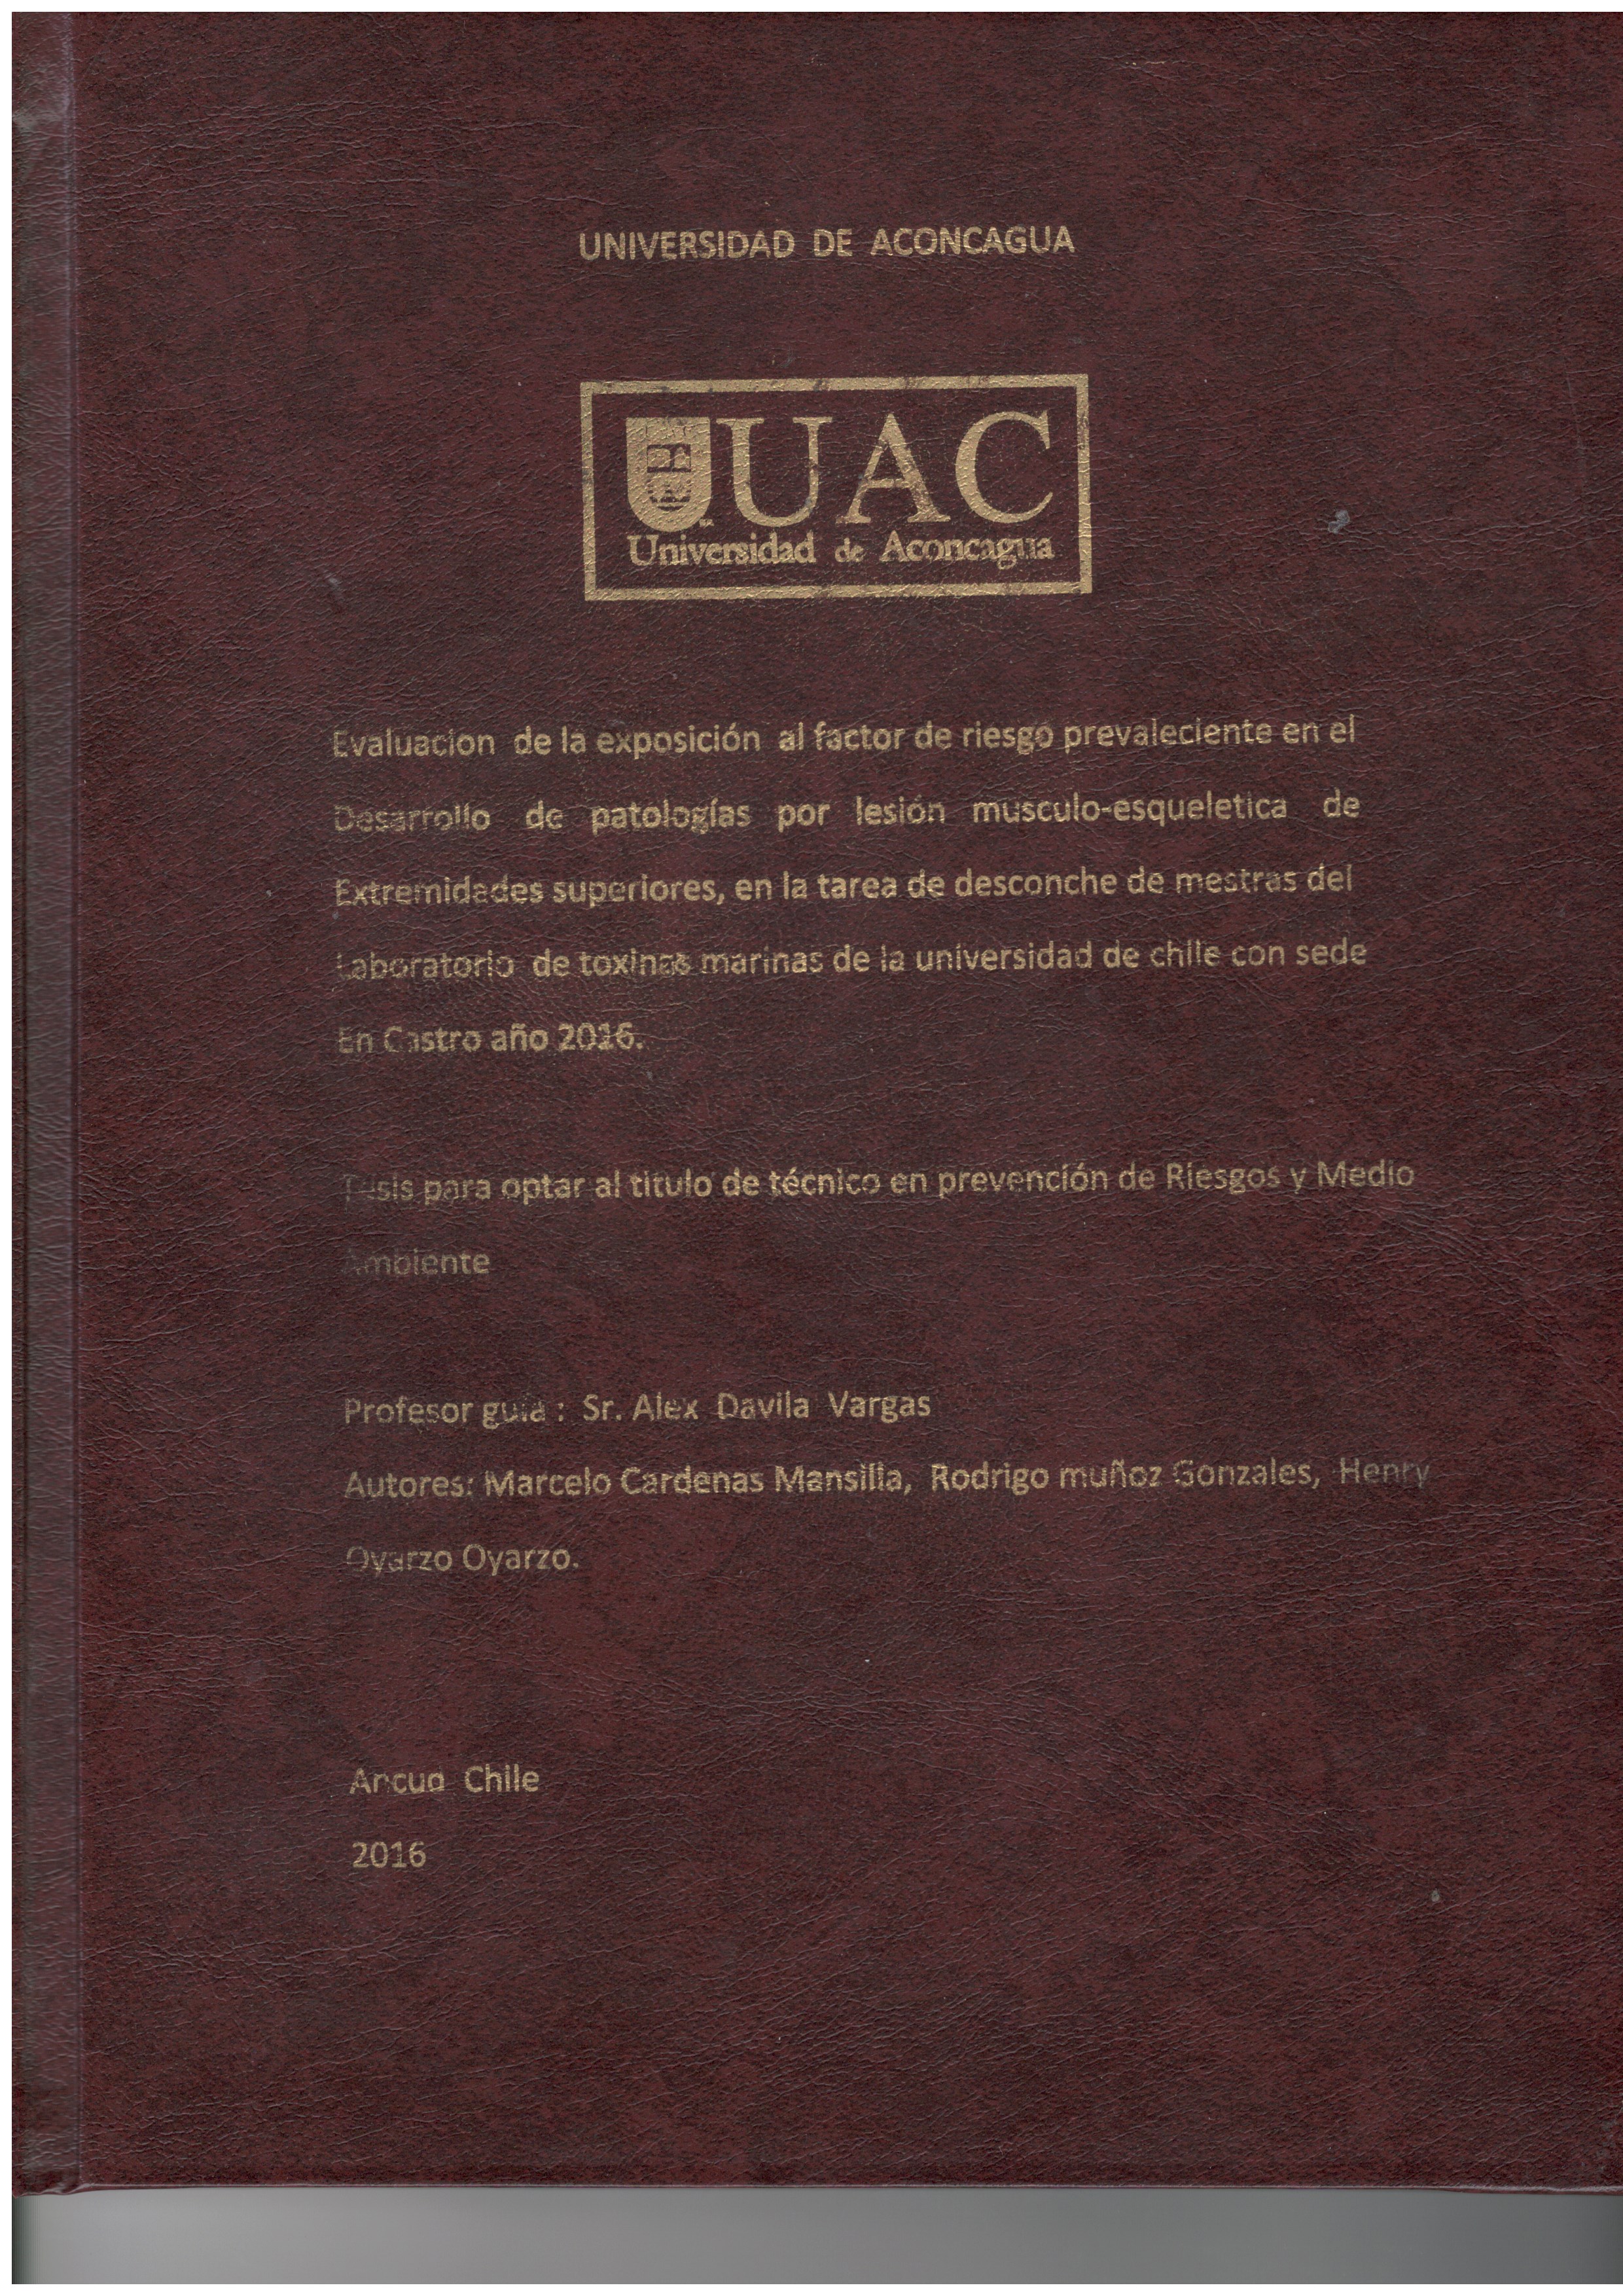 UNIVERSIDAD DE ACONCAGUA
UAC
Universidad de Aconcagua
Evaluacion de la exposición al factor de riesgo prevaleciente en el
Desarrollo de patologías por lesión musculo-esqueletica de
Extremidades superiores, en la tarea de desconche de mestras del
Laboratorio de toxinas marinas de la universidad de chile con sede
En Castro año 2016.
Tesis para optar al titulo de técnico en prevención de Riesgos y Medio
Ambiente
Profesor guía : Sr. Alex Davila Vargas
Autores: Marcelo Cardenas Mansilla, Rodrigo muñoz Gonzales, Henry
Oyarzo Oyarzo.
Ancud Chile
2016